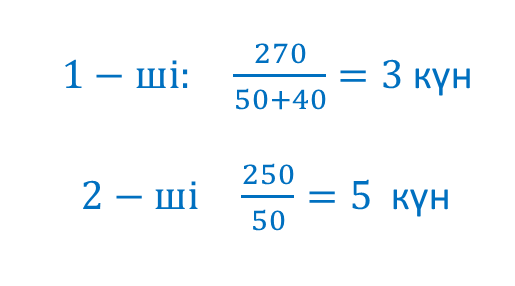 1 − ші: 270/(50+40) = 3 күн
2 − ші 250/50 = 5 күн